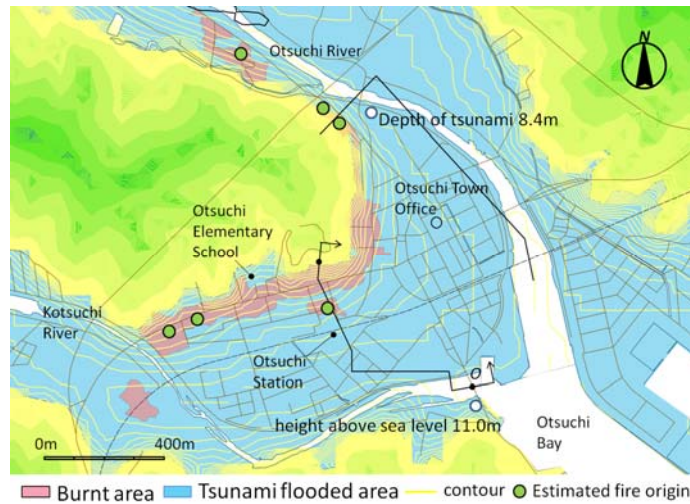 N
Otsuchi River
Depth of tsunami 8.4m
Otsuchi Town
Office
Otsuchi
Elementary
School
Kotsuchi
River
Otsuchi
Station
O
height above sea level 11.0m
Otsuchi
Bay
0m 400m
Burnt area Tsunami flooded area contour Estimated fire origin